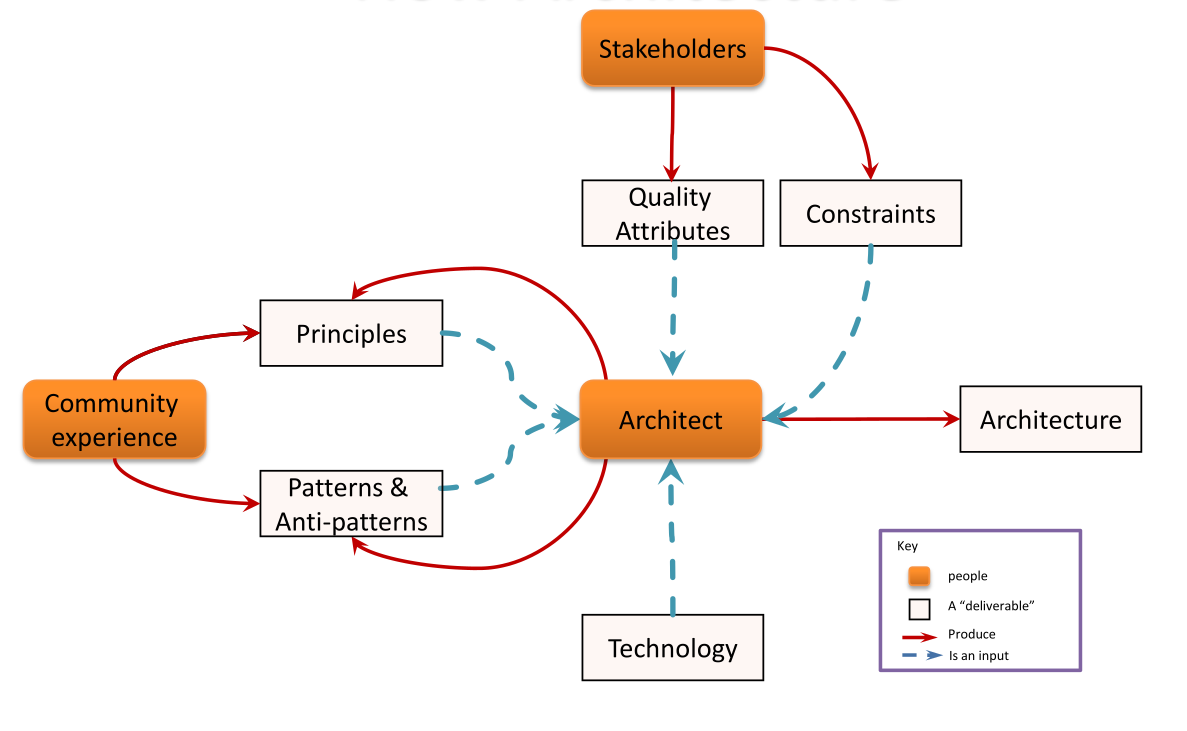 Stakeholders
Quality
Attributes
Constraints
Principles
Community
experience
Architect
Architecture
Patterns &
Anti-patterns
Technology
Key
people
A “deliverable”
Produce
Is an input